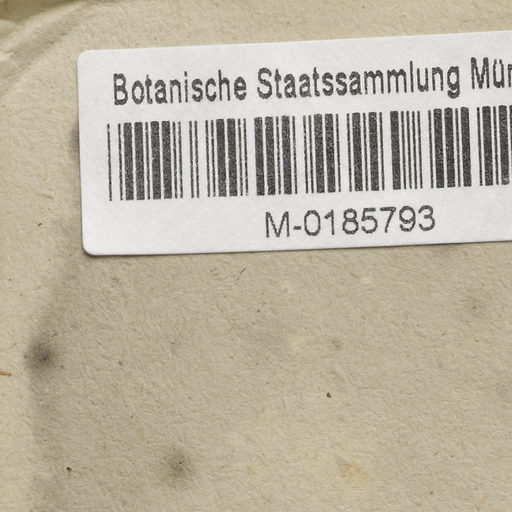 Botanische Staatssammlung Mün
M-0185793